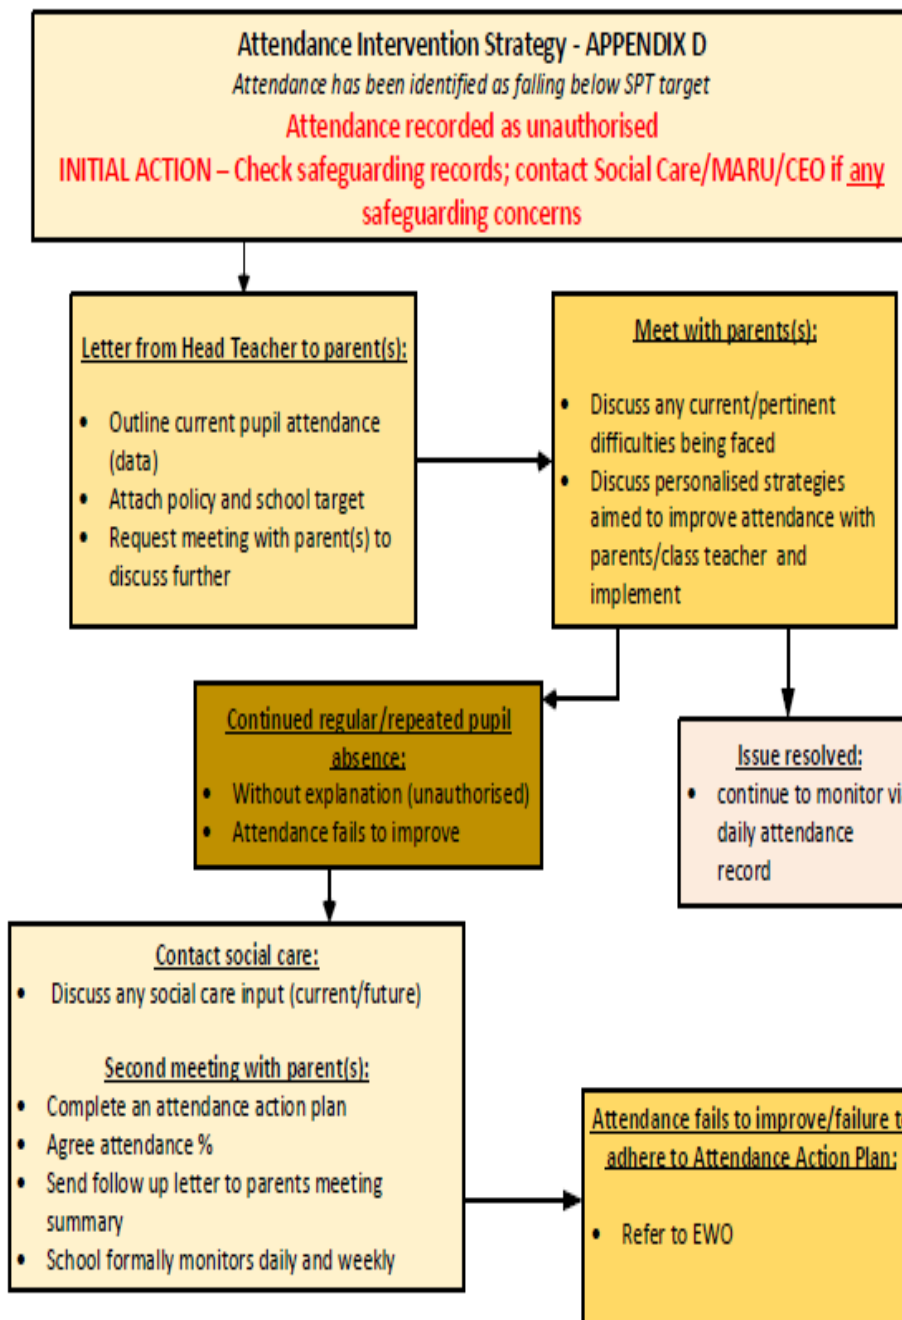 Attendance Intervention Strategy - APPENDIX D
Attendance has been identified as falling below SPT target
Attendance recorded as unauthorised
INITIAL ACTION – Check safeguarding records; contact Social Care/MARU/CEO if any
safeguarding concerns
Letter from Head Teacher to parent(s):
• Outline current pupil attendance
(data)
• Attach policy and school target
• Request meeting with parent(s) to
discuss further
Meet with parents(s):
• Discuss any current/pertinent
difficulties being faced
• Discuss personalised strategies
aimed to improve attendance with
parents/class teacher and
implement
Continued regular/repeated pupil
absence:
• Without explanation (unauthorised)
• Attendance fails to improve
Issue resolved:
• continue to monitor vi
daily attendance
record
Contact social care:
• Discuss any social care input (current/future)
Second meeting with parent(s):
• Complete an attendance action plan
• Agree attendance %
• Send follow up letter to parents meeting
summary
• School formally monitors daily and weekly
Attendance fails to improve/failure t
adhere to Attendance Action Plan:
• Refer to EWO